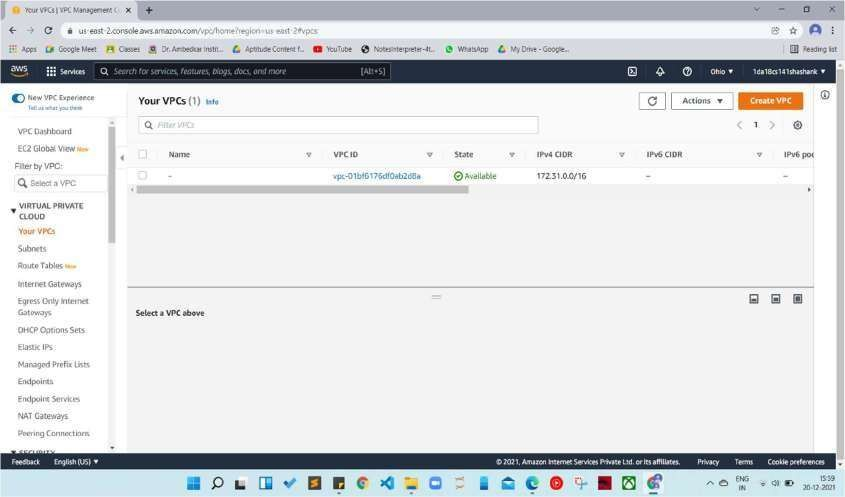 Your VPCs | VPC Management C
us-east-2.console.aws.amazon.com/vpc/home?region=us-east-2#vpcs:
Apps Google Meet Classes Dr. Ambedkar Instit... Aptitude Content f... YouTube NotesInterpreter-4t... WhatsApp My Drive - Google... Reading list
aws Services Search for services, features, blogs, docs, and more [Alt+S] Ohio ▼ 1da18cs141shashank ▼
New VPC Experience
Tell us what you think
VPC Dashboard
EC2 Global View New
Filter by VPC:
Select a VPC
VIRTUAL PRIVATE
CLOUD
Your VPCs
Subnets
Route Tables New
Internet Gateways
Egress Only Internet
Gateways
DHCP Options Sets
Elastic IPs
Managed Prefix Lists
Endpoints
Endpoint Services
NAT Gateways
Peering Connections
SECURITY
Your VPCs (1) Info
Actions ▼ Create VPC
Filter VPCs
1
Name VPC ID State IPv4 CIDR IPv6 CIDR IPv6 poo
– vpc-01bf6176df0ab2d8a Available 172.31.0.0/16 – –
Select a VPC above
Feedback English (US) ▼ © 2021, Amazon Internet Services Private Ltd. or its affiliates. Privacy Terms Cookie preferences
ENG
IN
15:59
20-12-2021